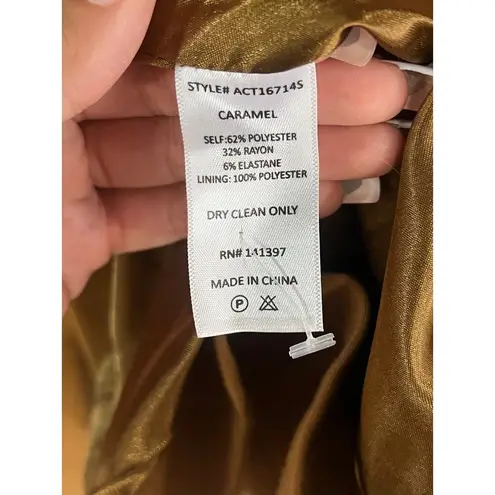 STYLE# ACT16714S
CARAMEL
SELF:62% POLYESTER
32% RAYON
6% ELASTANE
LINING: 100% POLYESTER
DRY CLEAN ONLY
RN# 141397
MADE IN CHINA
P